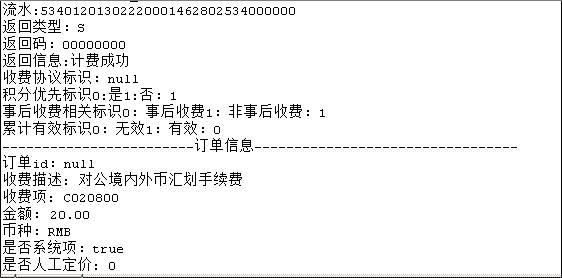 流水:53401201302220001462802534000000
返回类型: S
返回码: 00000000
返回信息:计费成功
收费协议标识: null
积分优先标识0:是1:否: 1
事后收费相关标识0: 事后收费1: 非事后收费: 1
累计有效标识0: 无效1: 有效: 0
------------------------订单信息---------------------------------
订单id: null
收费描述: 对公境内外币汇划手续费
收费项: C020800
金额: 20.00
币种: RMB
是否系统项: true
是否人工定价: 0